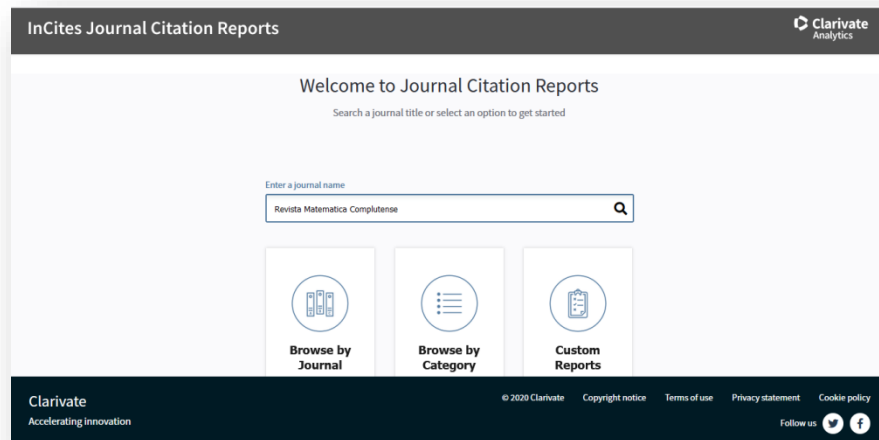 InCites Journal Citation Reports
Clarivate
Analytics
Welcome to Journal Citation Reports
Search a journal title or select an option to get started
Enter a journal name
Revista Matematica Complutense
Browse by
Journal
Browse by
Category
Custom
Reports
Clarivate
Accelerating innovation
© 2020 Clarivate Copyright notice Terms of use Privacy statement Cookie policy
Follow us